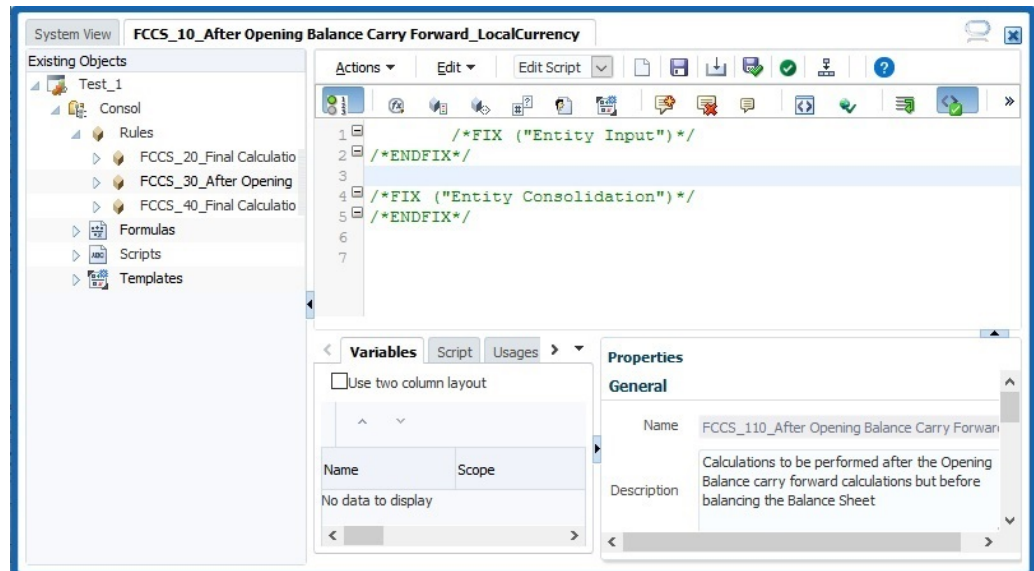 System View FCCS_10_After Opening Balance Carry Forward_LocalCurrency
Existing Objects
Test_1
Consol
Rules
FCCS_20_Final Calculatio
FCCS_30_After Opening
FCCS_40_Final Calculatio
Formulas
Scripts
Templates
Actions Edit Edit Script
1 /*FIX ("Entity Input")*/
2 /*ENDFIX*/
3
4 /*FIX ("Entity Consolidation")*/
5 /*ENDFIX*/
6
7
Variables Script Usages
Use two column layout
Name Scope
No data to display
Properties
General
Name FCCS_110_After Opening Balance Carry Forwar
Description Calculations to be performed after the Opening
Balance carry forward calculations but before
balancing the Balance Sheet